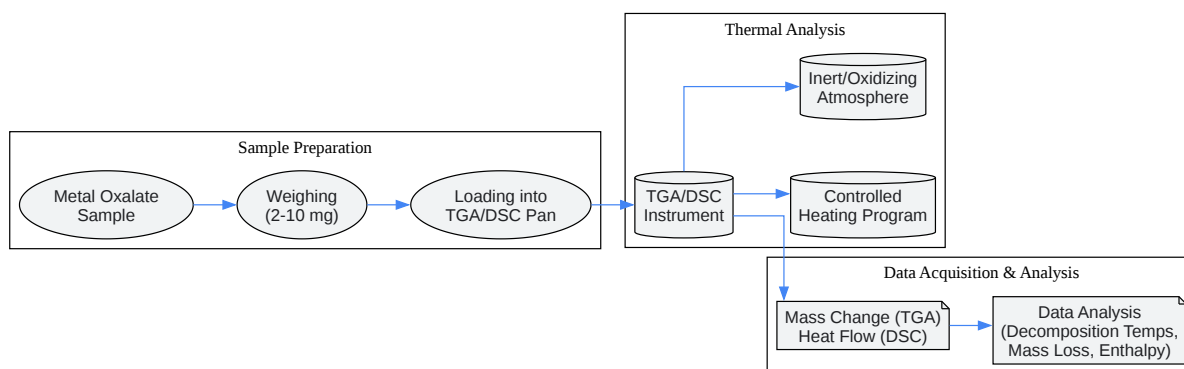 Sample Preparation
Metal Oxalate
Sample
Weighing
(2-10 mg)
Loading into
TGA/DSC Pan
Thermal Analysis
Inert/Oxidizing
Atmosphere
TGA/DSC
Instrument
Controlled
Heating Program
Data Acquisition & Analysis
Mass Change (TGA)
Heat Flow (DSC)
Data Analysis
(Decomposition Temps,
Mass Loss, Enthalpy)